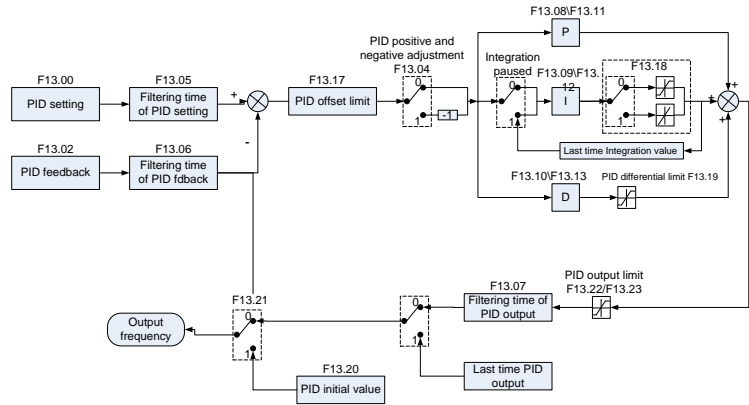 F13.08\F13.11
P
PID positive and
negative adjustment
F13.04
Integration
paused
F13.09\F13.
12
F13.18
F13.00
PID setting
F13.05
Filtering time
of PID setting
+
-
F13.17
PID offset limit
0
1
-1
0
1
I
0
1
+
+
+
Last time Integration value
F13.02
PID feedback
F13.06
Filtering time
of PID fdback
F13.10\F13.13
D
PID differential limit F13.19
PID output limit
F13.22/F13.23
F13.07
Filtering time of
PID output
F13.21
0
1
0
1
Output
frequency
Last time PID
output
F13.20
PID initial value